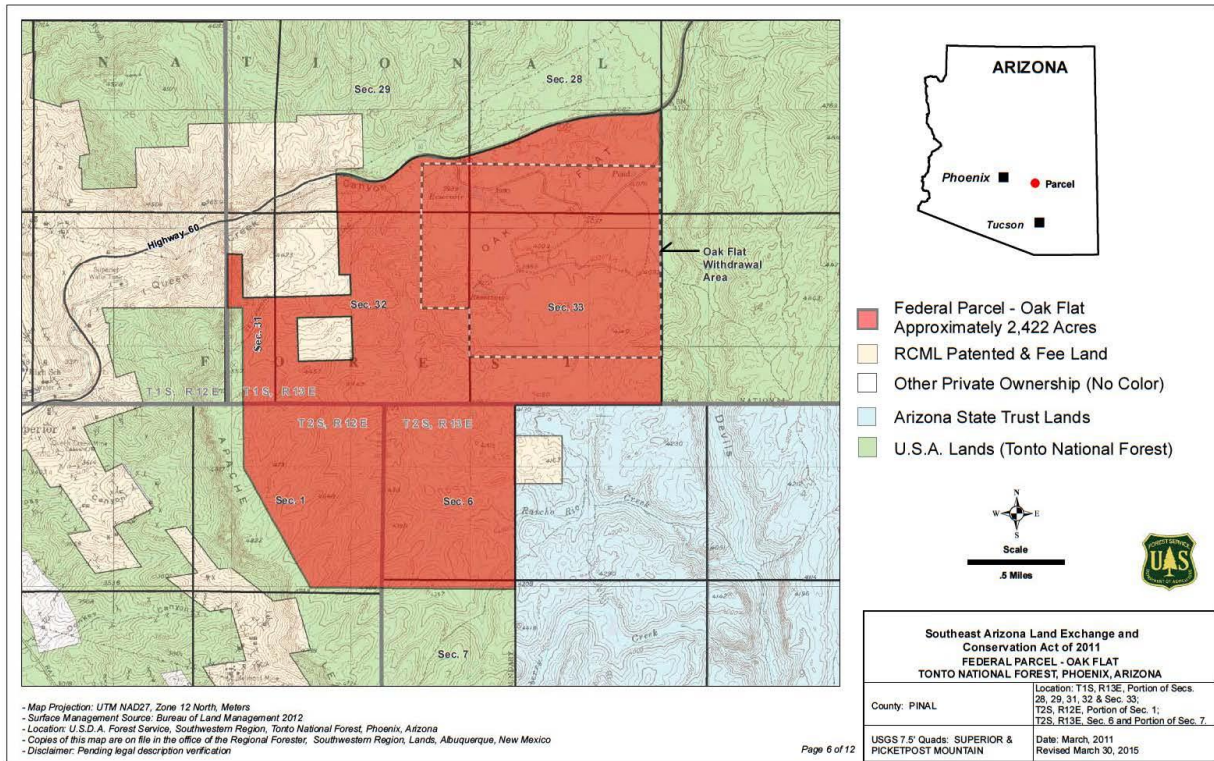 N A T I O N A L
Sec. 28
Sec. 29
Canyon
OAK FLAT
Highway 60
Creek
Queen
Oak Flat
Withdrawal
Area
Sec. 32
Sec. 33
Sec. 31
F O R E S T
T1S, R12E
T1S, R13E
T2S, R12E
T2S, R13E
APACHE
Devils
Sec. 1
Sec. 6
Rancho Rio
Creek
Canyon
Creek
Sec. 7
ARIZONA
Phoenix
Parcel
Tucson
Federal Parcel - Oak Flat
Approximately 2,422 Acres
RCML Patented & Fee Land
Other Private Ownership (No Color)
Arizona State Trust Lands
U.S.A. Lands (Tonto National Forest)
N
W E
S
Scale
.5 Miles
FOREST SERVICE
U S
DEPARTMENT OF AGRICULTURE
Southeast Arizona Land Exchange and
Conservation Act of 2011
FEDERAL PARCEL - OAK FLAT
TONTO NATIONAL FOREST, PHOENIX, ARIZONA
County: PINAL
Location: T1S, R13E, Portion of Secs.
28, 29, 31, 32 & Sec. 33;
T2S, R12E, Portion of Sec. 1;
T2S, R13E, Sec. 6 and Portion of Sec. 7.
USGS 7.5' Quads: SUPERIOR &
PICKETPOST MOUNTAIN
Date: March, 2011
Revised March 30, 2015
- Map Projection: UTM NAD27, Zone 12 North, Meters
- Surface Management Source: Bureau of Land Management 2012
- Location: U.S.D.A. Forest Service, Southwestern Region, Tonto National Forest, Phoenix, Arizona
- Copies of this map are on file in the office of the Regional Forester, Southwestern Region, Lands, Albuquerque, New Mexico
- Disclaimer: Pending legal description verification
Page 6 of 12